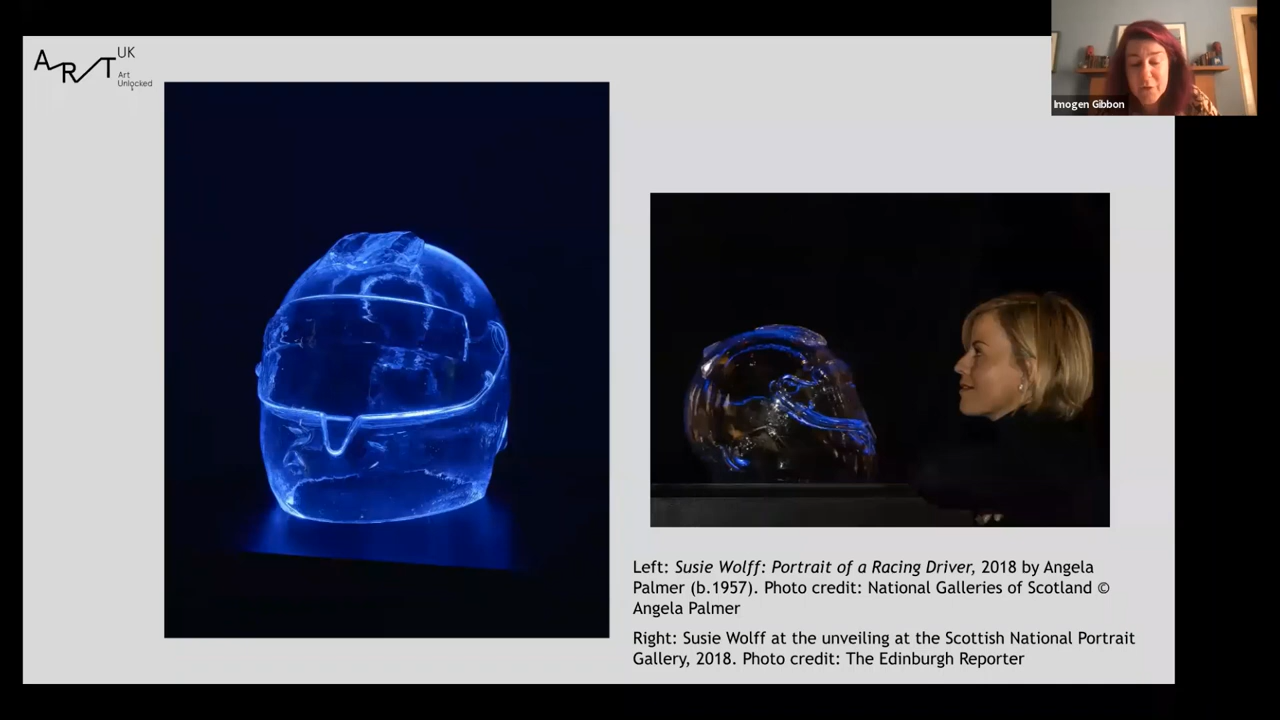 ART UK
Art
Unlocked
Imogen Gibbon
Left: Susie Wolff: Portrait of a Racing Driver, 2018 by Angela
Palmer (b.1957). Photo credit: National Galleries of Scotland ©
Angela Palmer
Right: Susie Wolff at the unveiling at the Scottish National Portrait
Gallery, 2018. Photo credit: The Edinburgh Reporter